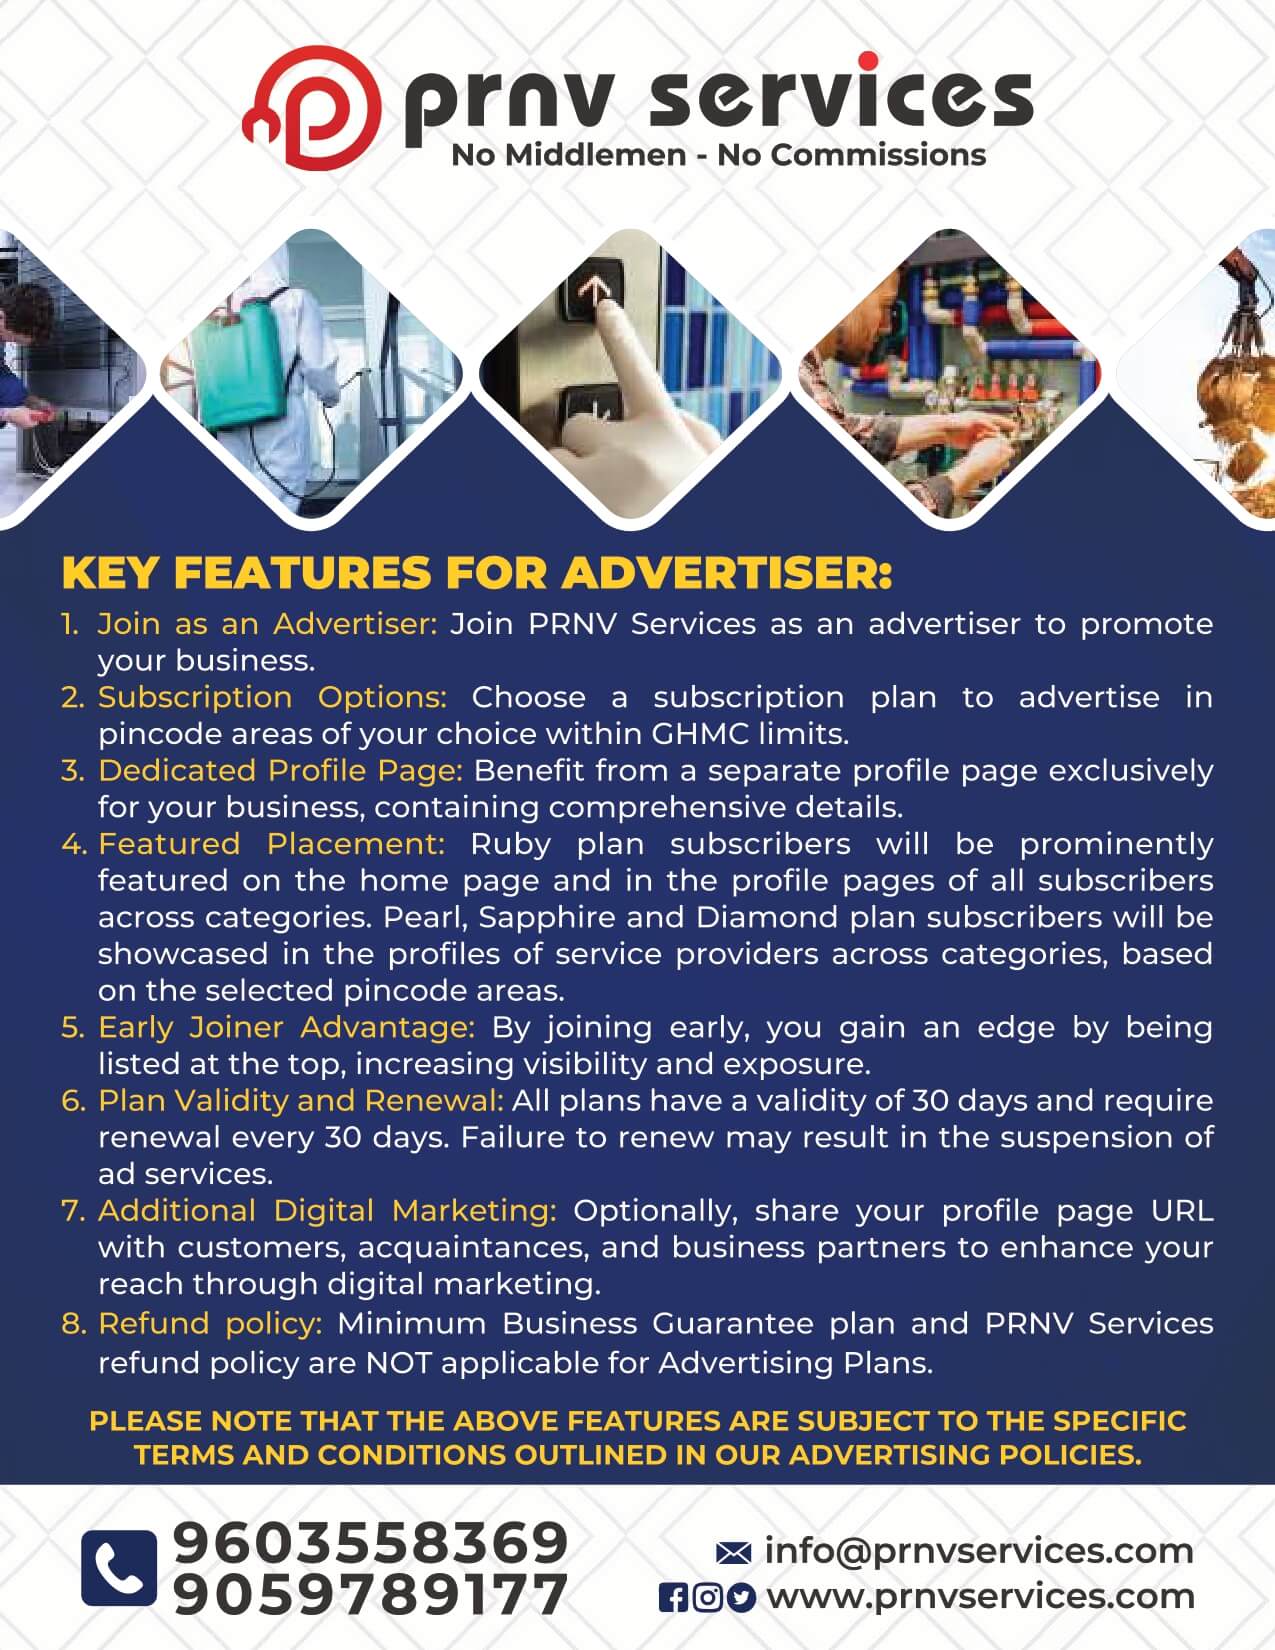 prnv services
No Middlemen - No Commissions
KEY FEATURES FOR ADVERTISER:
1. Join as an Advertiser: Join PRNV Services as an advertiser to promote
your business.
2. Subscription Options: Choose a subscription plan to advertise in
pincode areas of your choice within GHMC limits.
3. Dedicated Profile Page: Benefit from a separate profile page exclusively
for your business, containing comprehensive details.
4. Featured Placement: Ruby plan subscribers will be prominently
featured on the home page and in the profile pages of all subscribers
across categories. Pearl, Sapphire and Diamond plan subscribers will be
showcased in the profiles of service providers across categories, based
on the selected pincode areas.
5. Early Joiner Advantage: By joining early, you gain an edge by being
listed at the top, increasing visibility and exposure.
6. Plan Validity and Renewal: All plans have a validity of 30 days and require
renewal every 30 days. Failure to renew may result in the suspension of
ad services.
7. Additional Digital Marketing: Optionally, share your profile page URL
with customers, acquaintances, and business partners to enhance your
reach through digital marketing.
8. Refund policy: Minimum Business Guarantee plan and PRNV Services
refund policy are NOT applicable for Advertising Plans.
PLEASE NOTE THAT THE ABOVE FEATURES ARE SUBJECT TO THE SPECIFIC
TERMS AND CONDITIONS OUTLINED IN OUR ADVERTISING POLICIES.
9603558369
9059789177
info@prnvservices.com
www.prnvservices.com